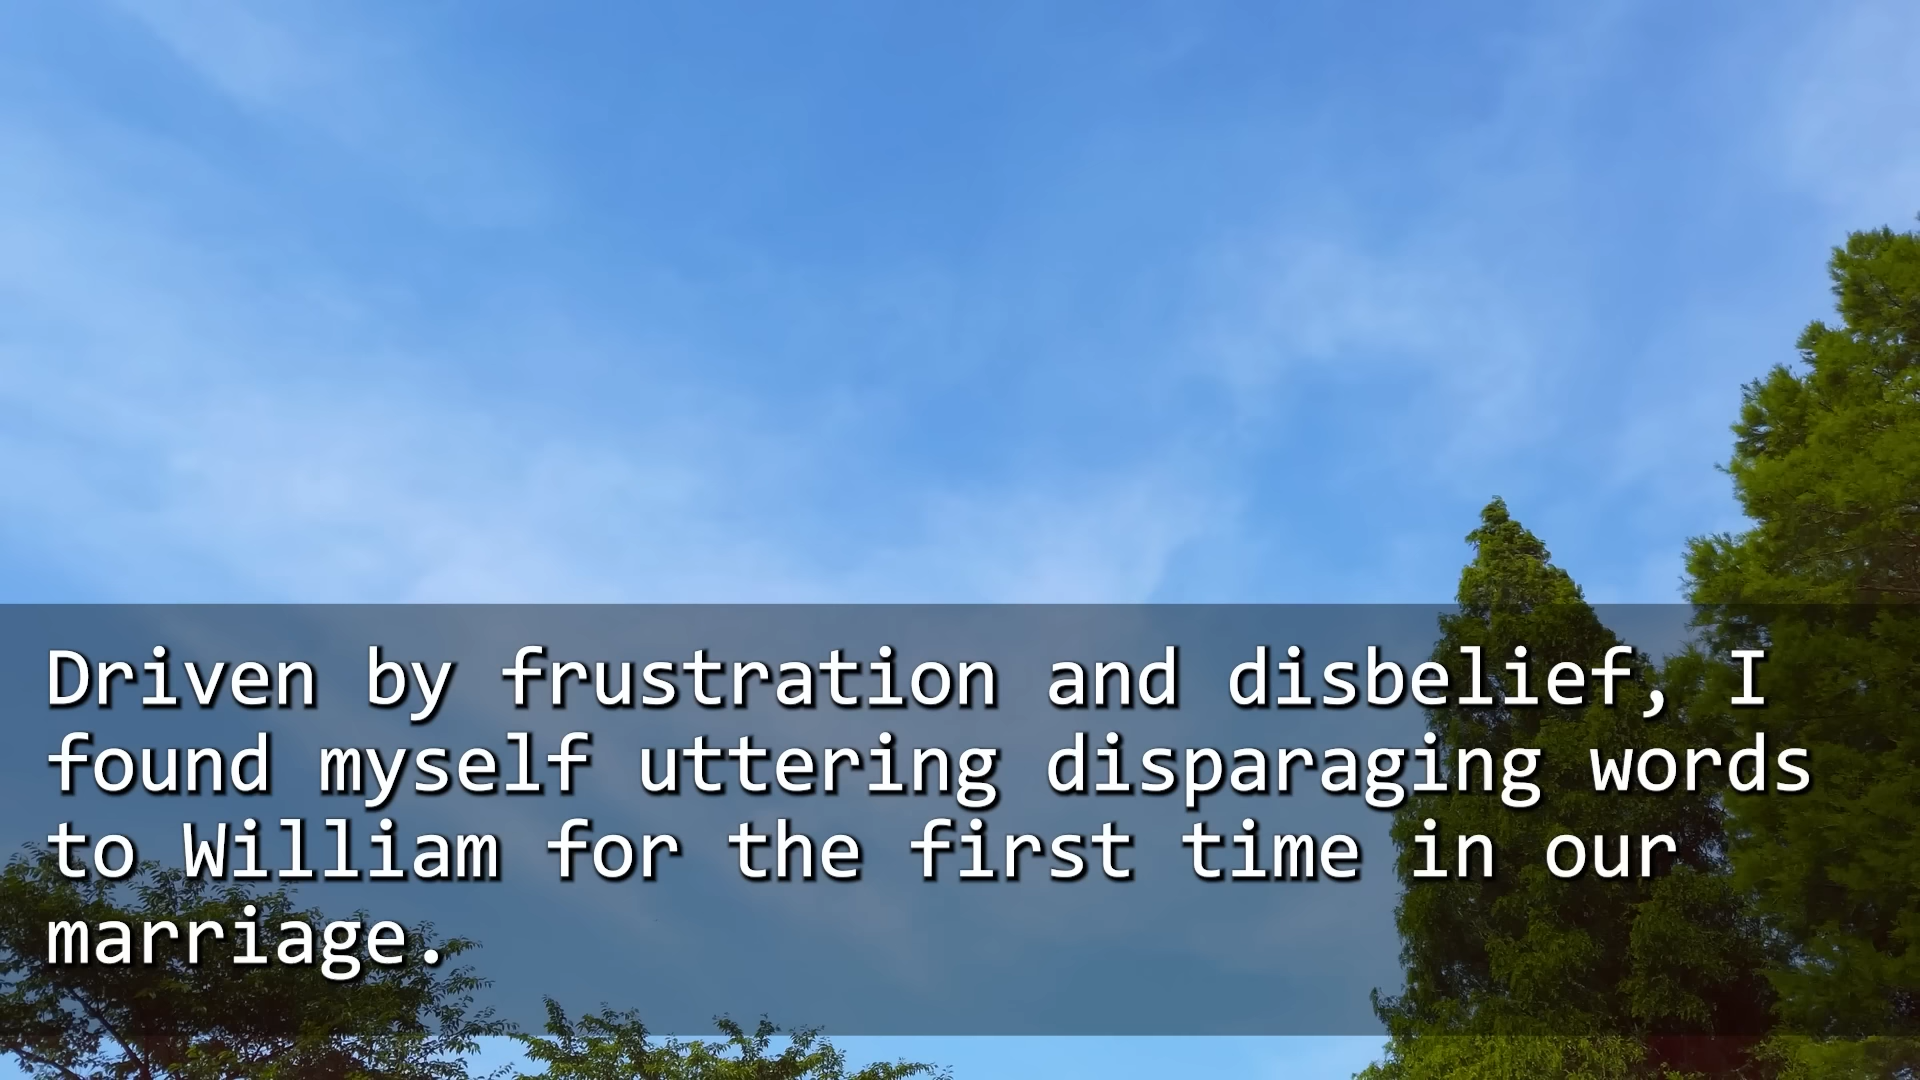 Driven by frustration and disbelief, I
found myself uttering disparaging words
to William for the first time in our
marriage.